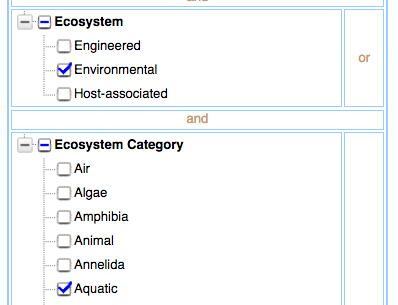 and
Ecosystem
Engineered
Environmental
Host-associated
or
and
Ecosystem Category
Air
Algae
Amphibia
Animal
Annelida
Aquatic